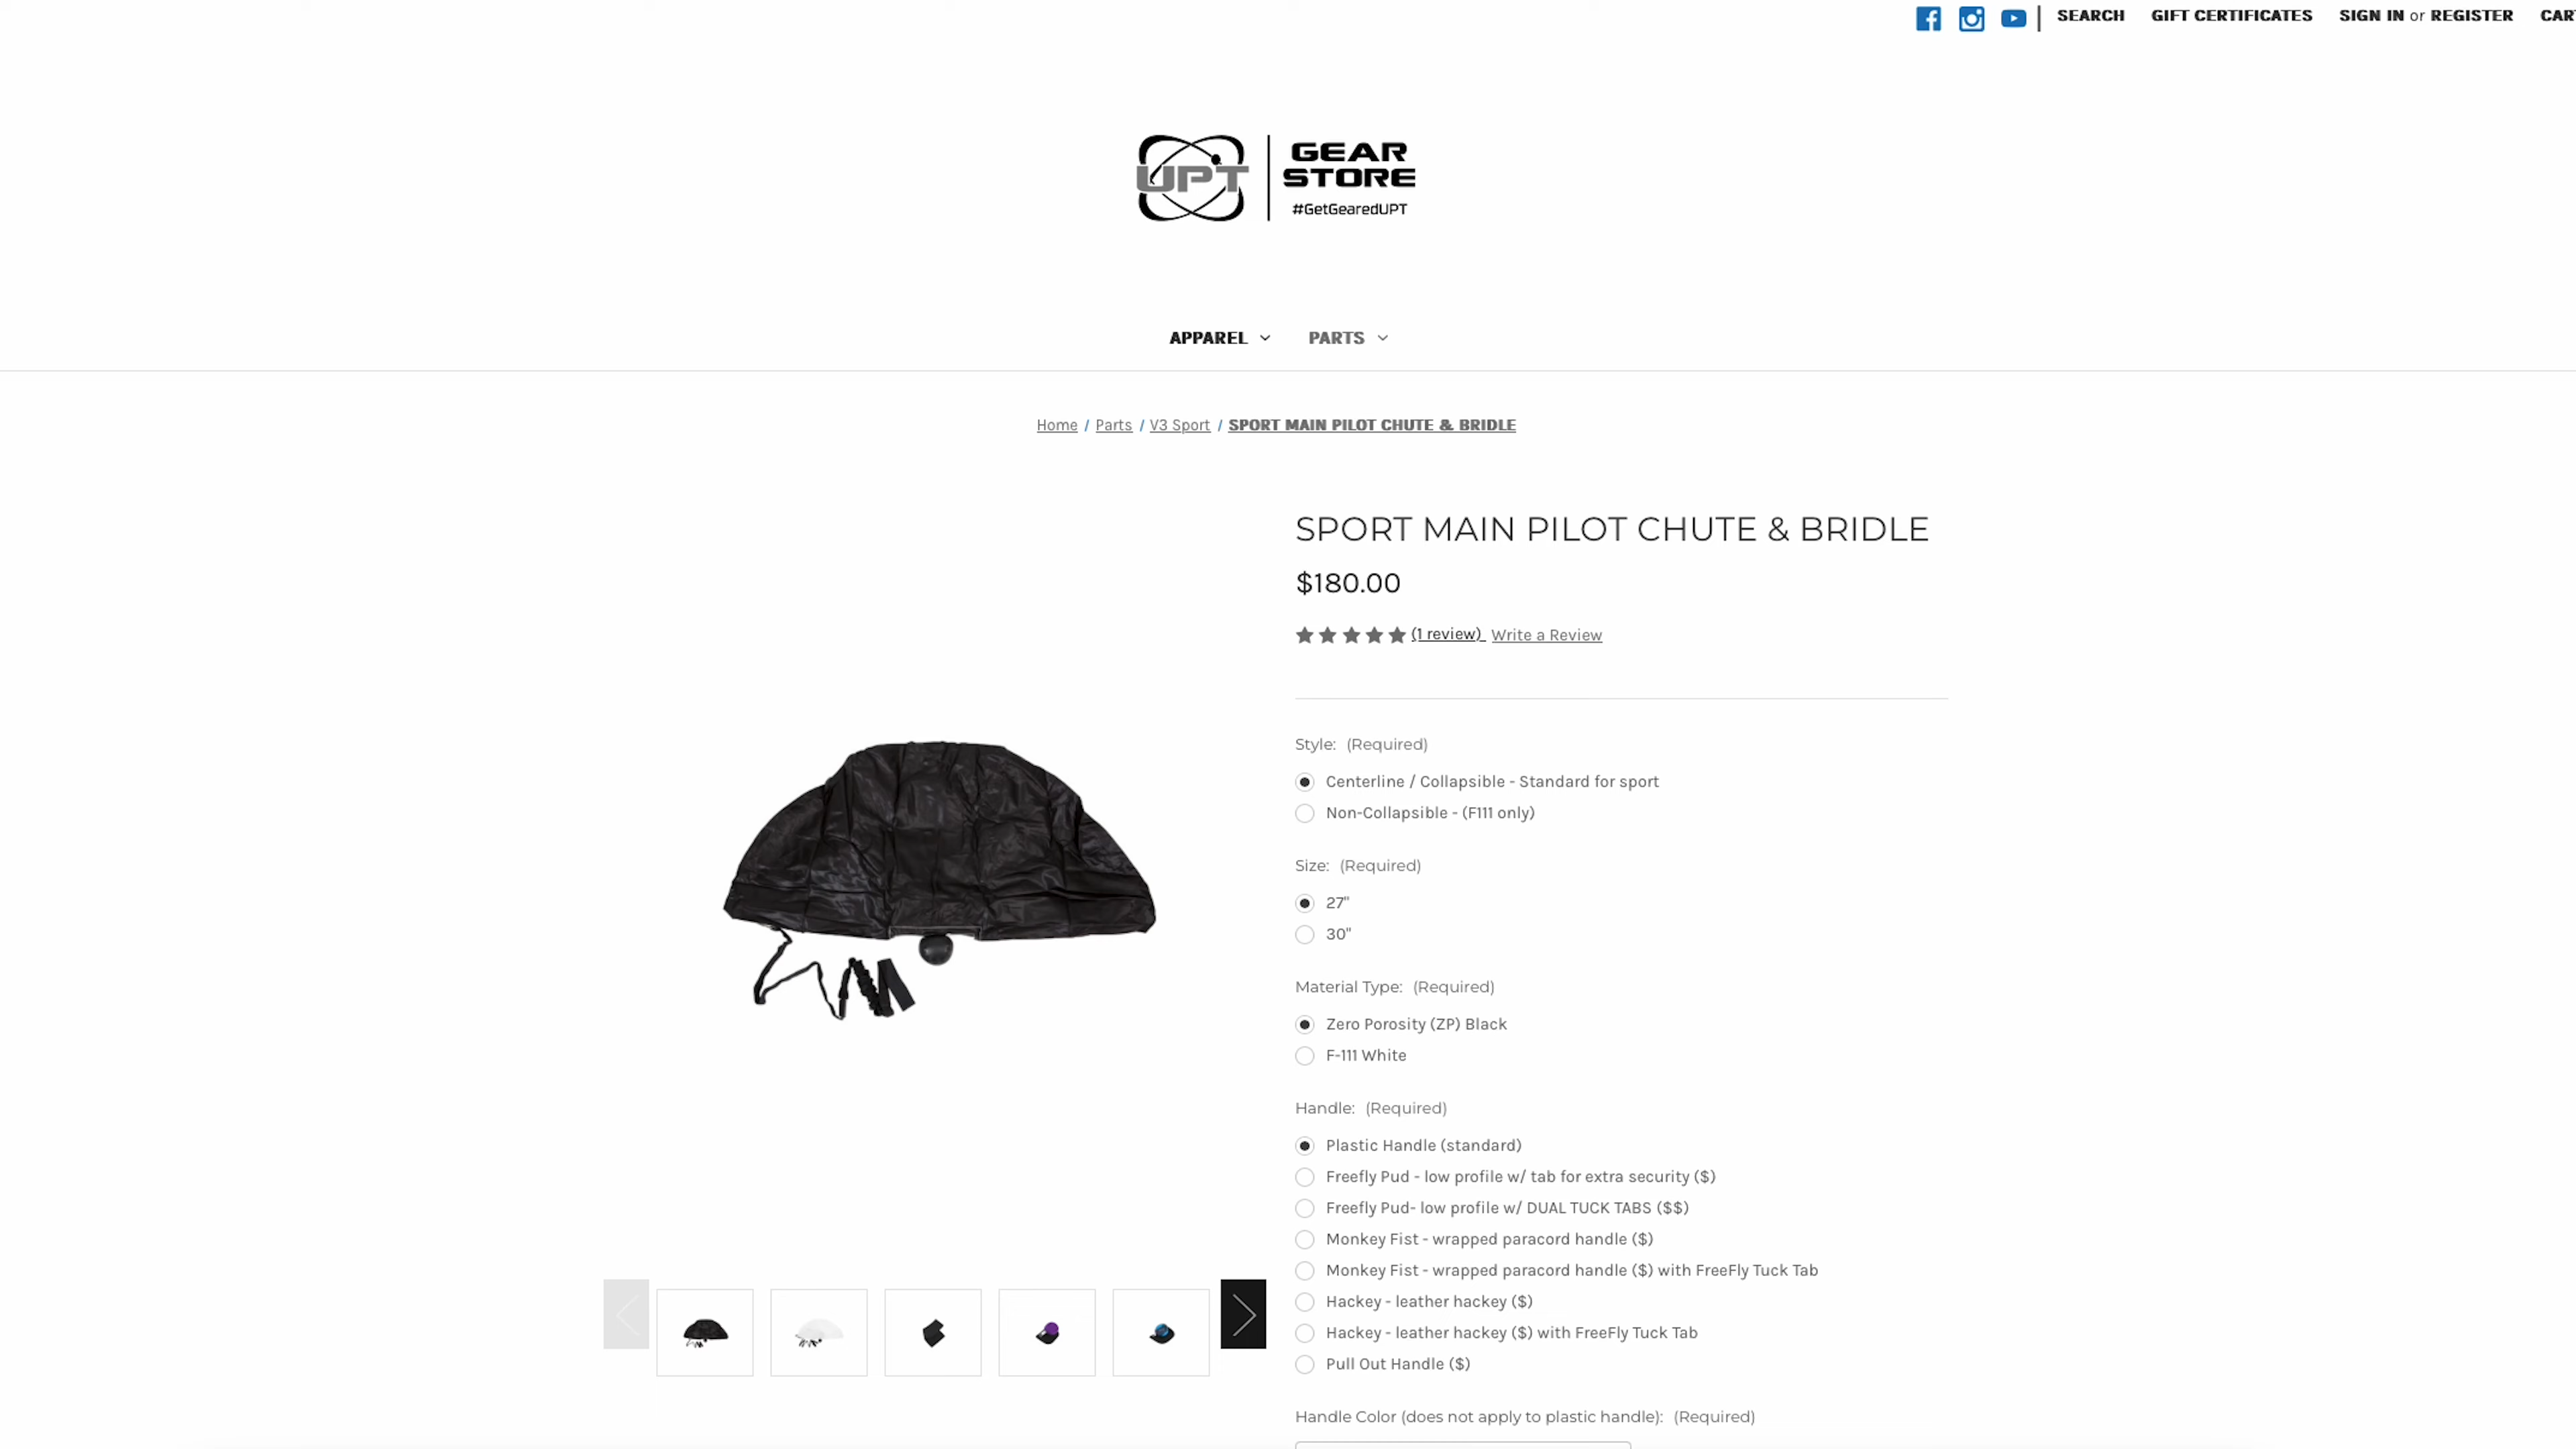 SEARCH GIFT CERTIFICATES SIGN IN or REGISTER
UPT GEAR STORE
#GetGearedUPT
APPAREL PARTS
Home / Parts / V3 Sport / SPORT MAIN PILOT CHUTE & BRIDLE
SPORT MAIN PILOT CHUTE & BRIDLE
$180.00
(1 review) Write a Review
Style: (Required)
Centerline / Collapsible - Standard for sport
Non-Collapsible - (F111 only)
Size: (Required)
27"
30"
Material Type: (Required)
Zero Porosity (ZP) Black
F-111 White
Handle: (Required)
Plastic Handle (standard)
Freefly Pud - low profile w/ tab for extra security ($)
Freefly Pud- low profile w/ DUAL TUCK TABS ($$)
Monkey Fist - wrapped paracord handle ($)
Monkey Fist - wrapped paracord handle ($) with FreeFly Tuck Tab
Hackey - leather hackey ($)
Hackey - leather hackey ($) with FreeFly Tuck Tab
Pull Out Handle ($)
Handle Color (does not apply to plastic handle): (Required)